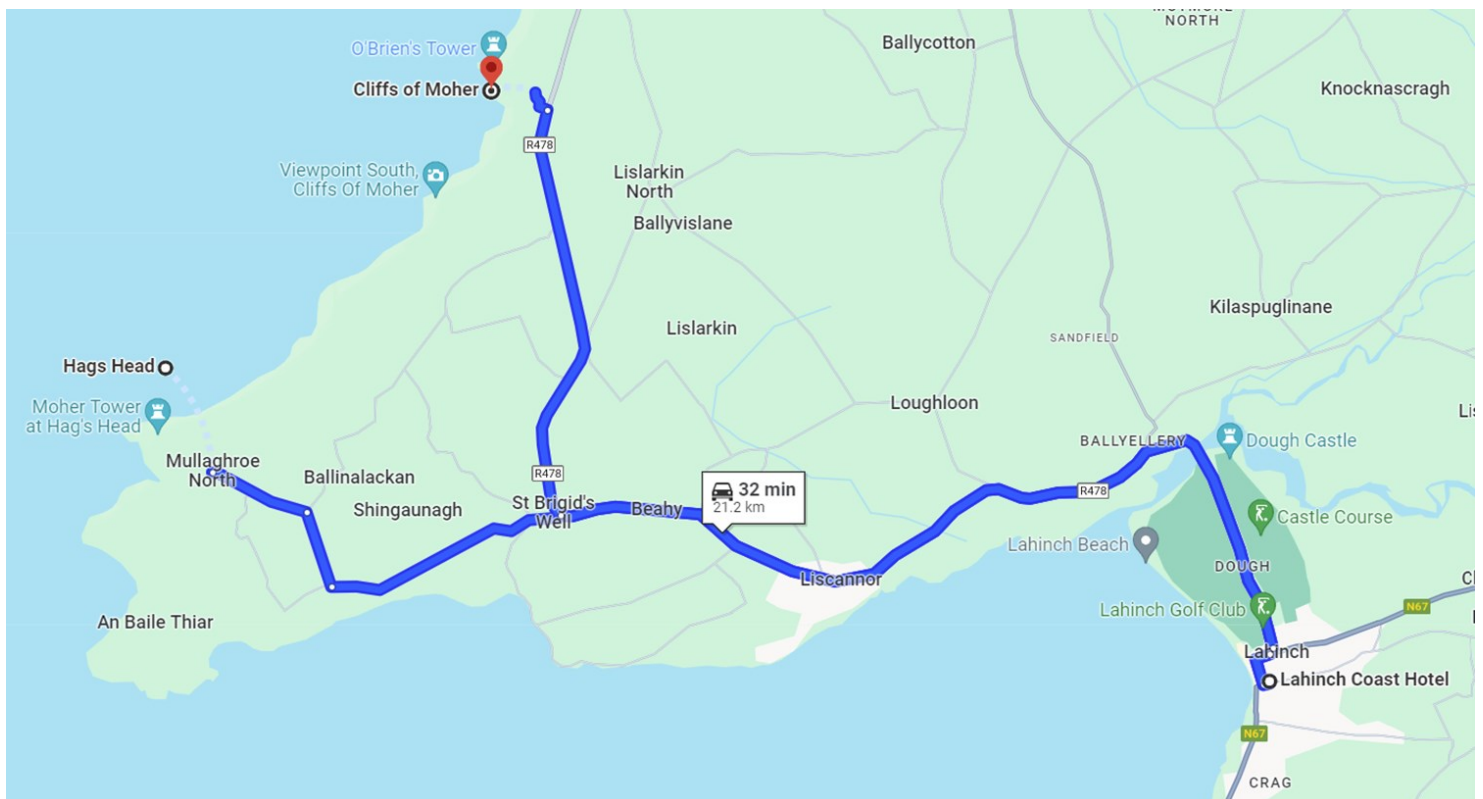 NORTH
O'Brien's Tower
Ballycotton
Cliffs of Moher
Knocknascragh
R478
Viewpoint South,
Cliffs Of Moher
Lislarkin
North
Ballyvislane
Kilaspuglinane
Lislarkin
SANDFIELD
Hags Head
Moher Tower
at Hag's Head
Loughloon
BALLYELLERY
Dough Castle
Mullaghroe
North
Ballinalackan
R478
32 min
21.2 km
R478
St Brigid's
Well
Beahy
Shingaunagh
Castle Course
Lahinch Beach
DOUGH
Liscannor
Lahinch Golf Club
N67
An Baile Thiar
Lahinch
Lahinch Coast Hotel
N67
CRAG